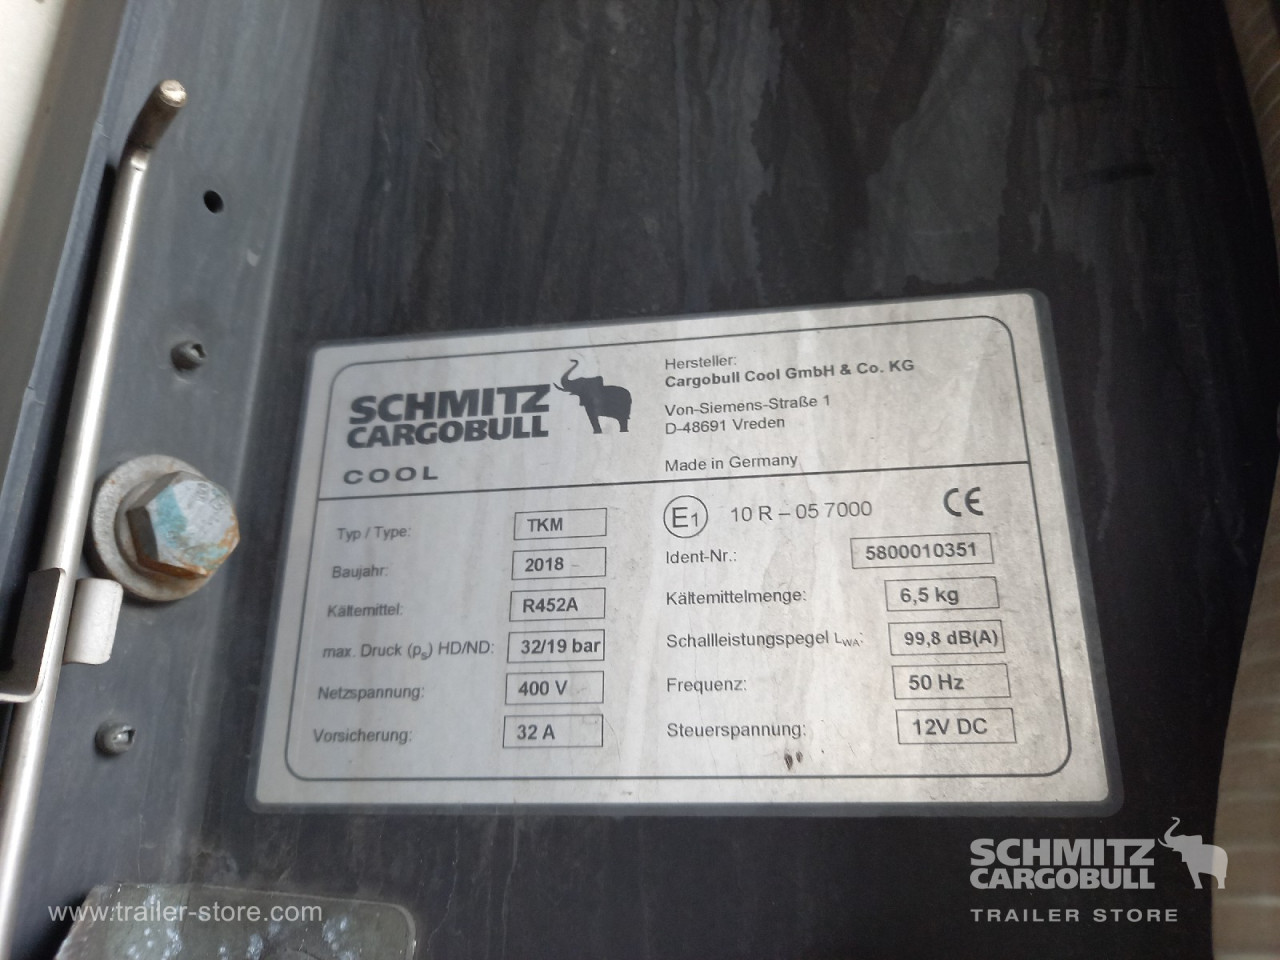 SCHMITZ
CARGOBULL
COOL
Hersteller:
Cargobull Cool GmbH & Co. KG
Von-Siemens-Straße 1
D-48691 Vreden
Made in Germany
Typ / Type: TKM
Baujahr: 2018
Kältemittel: R452A
max. Druck (ps) HD/ND: 32/19 bar
Netzspannung: 400 V
Vorsicherung: 32 A
E1 10 R – 05 7000 CE
Ident-Nr.: 5800010351
Kältemittelmenge: 6,5 kg
Schallleistungspegel LWA: 99,8 dB(A)
Frequenz: 50 Hz
Steuerspannung: 12V DC
www.trailer-store.com
SCHMITZ
CARGOBULL
TRAILER STORE